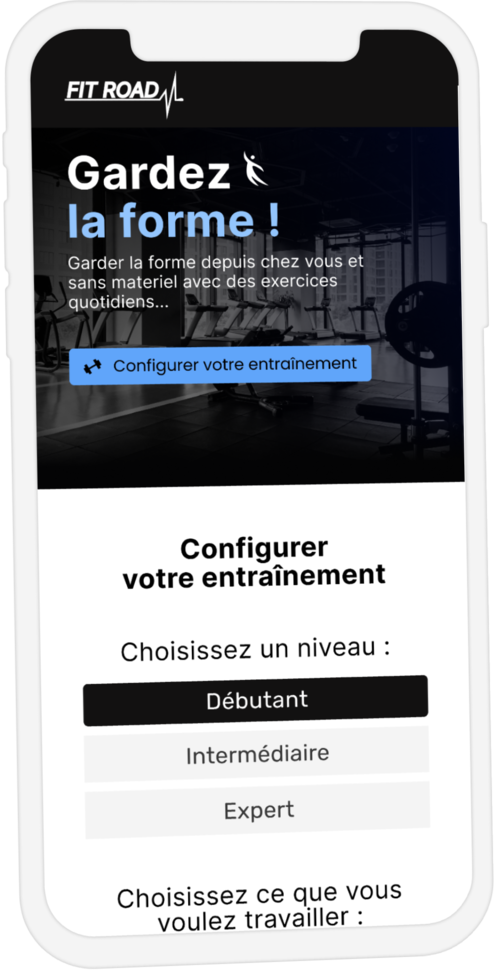 FIT ROAD
Gardez
la forme !
Garder la forme depuis chez vous et
sans materiel avec des exercices
quotidiens...
Configurer votre entraînement
Configurer
votre entraînement
Choisissez un niveau :
Débutant
Intermédiaire
Expert
Choisissez ce que vous
voulez travailler :